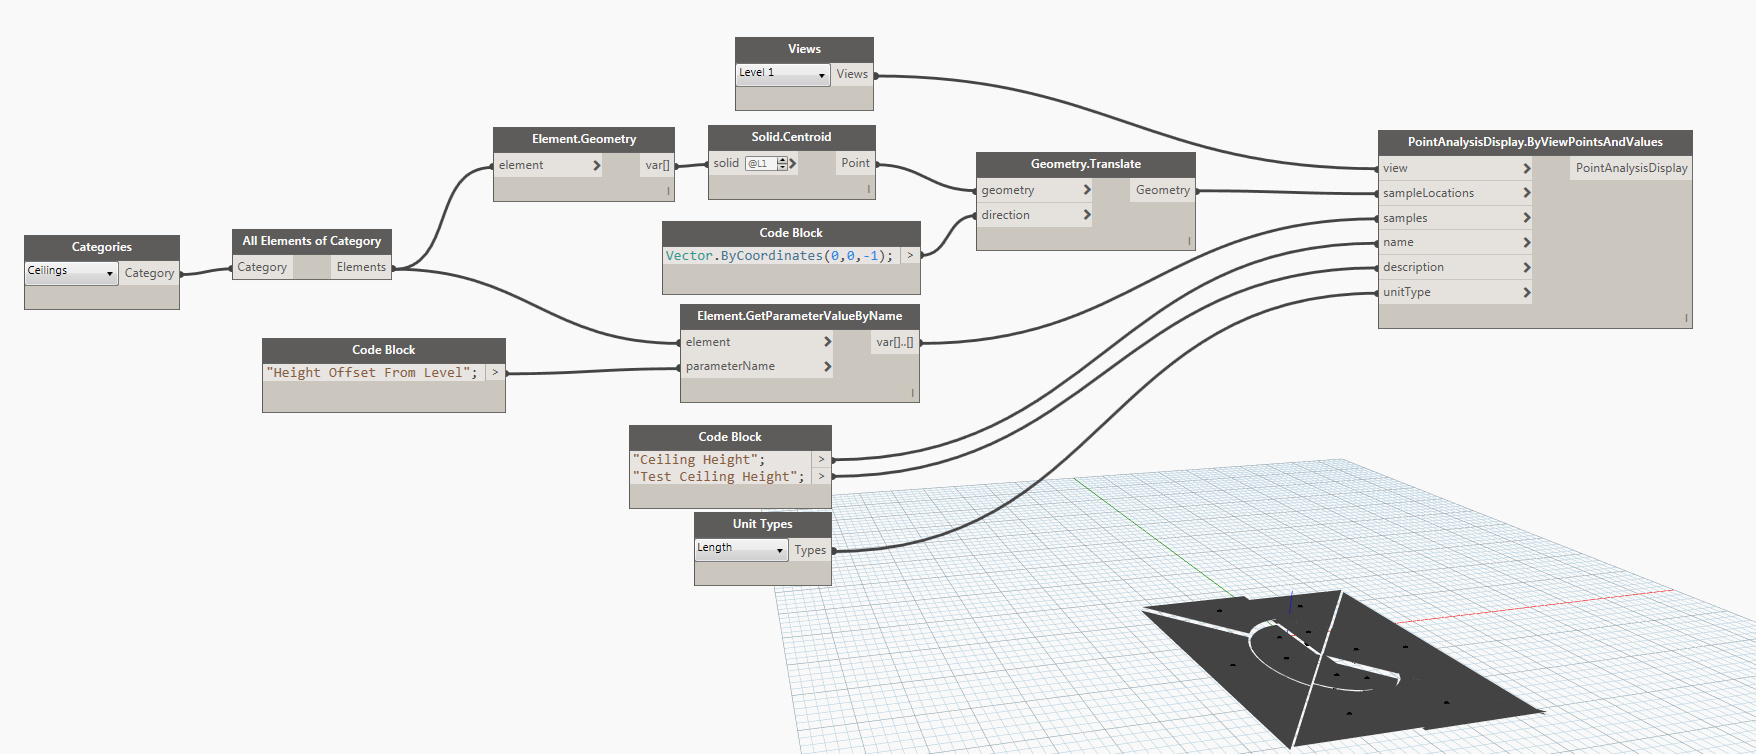 Views
Level 1
Views
Element.Geometry
element > var[]
Solid.Centroid
solid @L1 > Point
Geometry.Translate
geometry > Geometry
direction >
PointAnalysisDisplay.ByViewPointsAndValues
view > PointAnalysisDisplay
sampleLocations >
samples >
name >
description >
unitType >
Categories
Ceilings
Category
All Elements of Category
Category Elements
Code Block
Vector.ByCoordinates(0,0,-1); >
Element.GetParameterValueByName
element > var[]..[]
parameterName >
Code Block
"Height Offset From Level"; >
Code Block
"Ceiling Height"; >
"Test Ceiling Height"; >
Unit Types
Length
Types